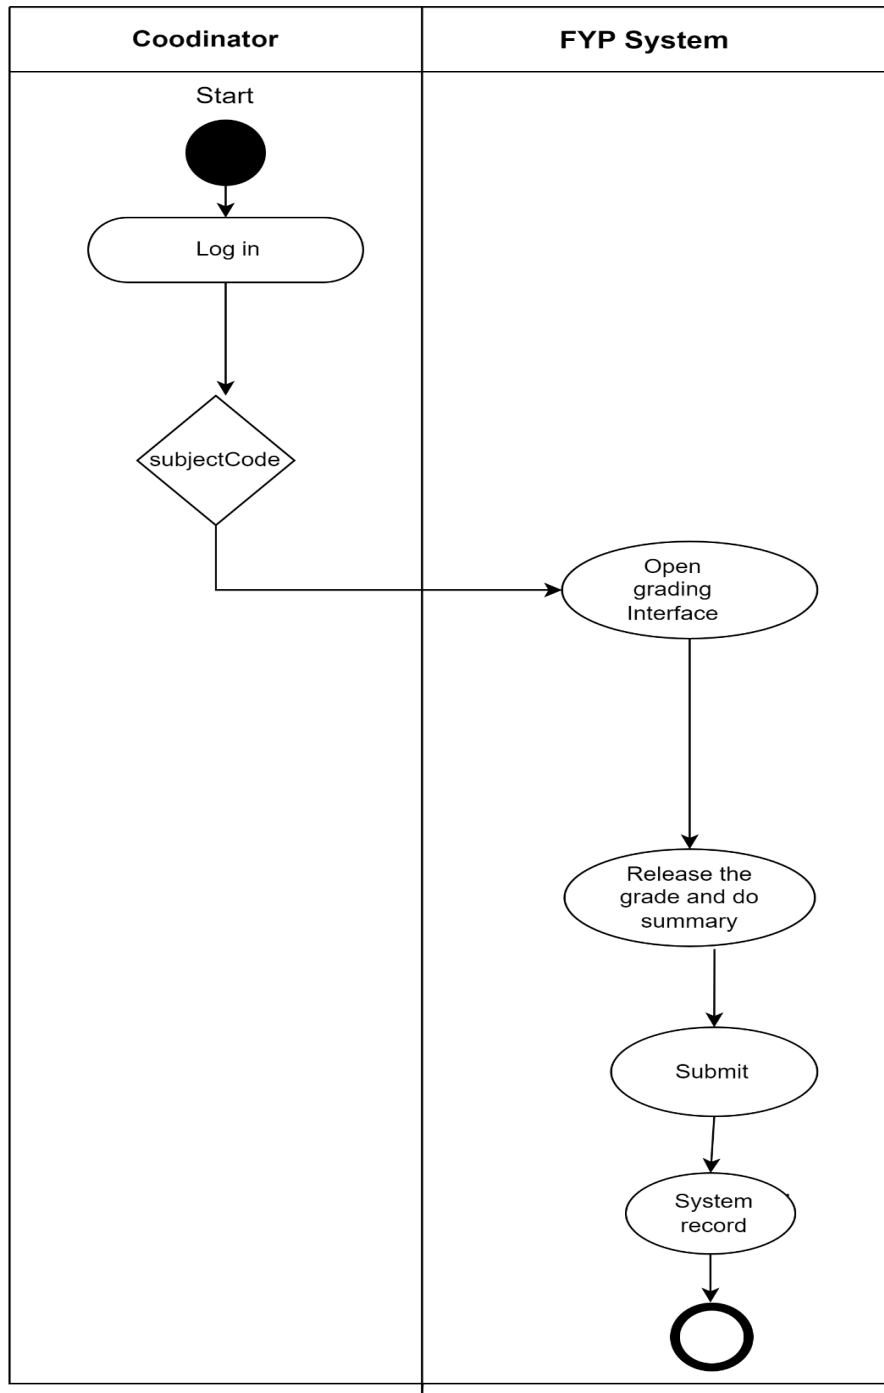 Coodinator
FYP System
Start
Log in
subjectCode
Open
grading
Interface
Release the
grade and do
summary
Submit
System
record